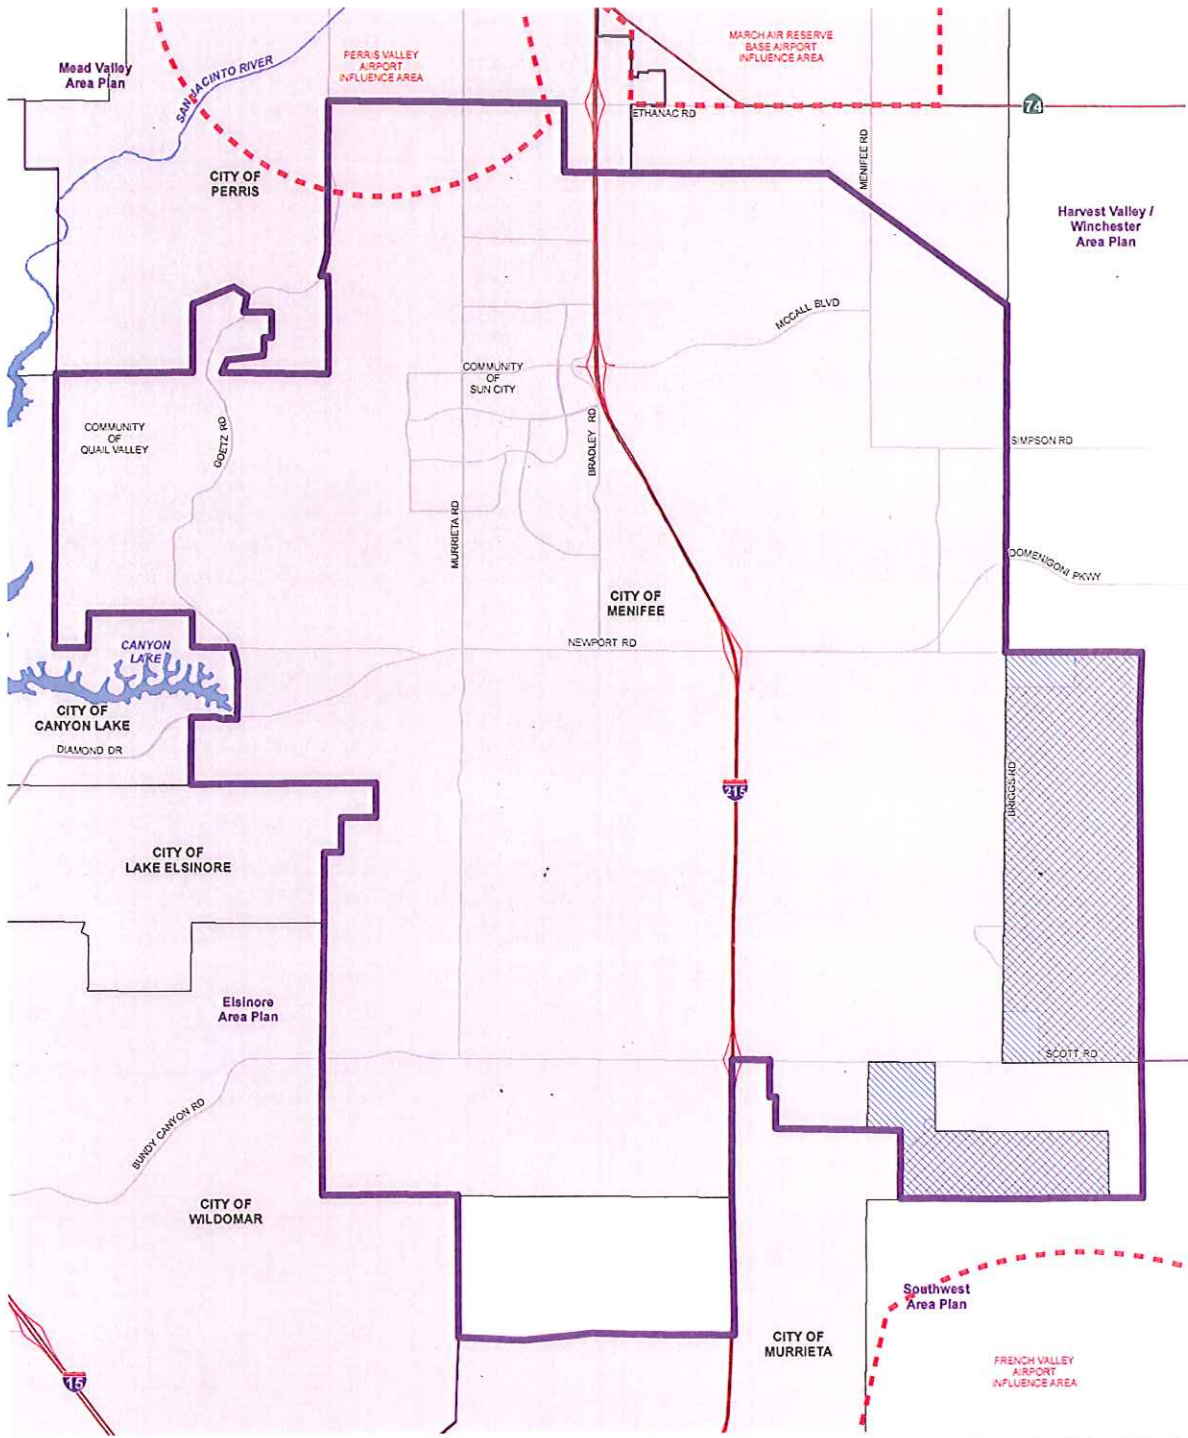 MARCH AIR RESERVE
BASE AIRPORT
INFLUENCE AREA
PERRIS VALLEY
AIRPORT
INFLUENCE AREA
Mead Valley
Area Plan
SAN JACINTO RIVER
74
ETHANAC RD
MENIFEE RD
CITY OF
PERRIS
Harvest Valley /
Winchester
Area Plan
MCCALL BLVD
COMMUNITY
OF
SUN CITY
COMMUNITY
OF
QUAIL VALLEY
GOETZ RD
BRADLEY RD
SIMPSON RD
MURRIETA RD
DOMENIGONI PKWY
CITY OF
MENIFEE
NEWPORT RD
CANYON
LAKE
CITY OF
CANYON LAKE
DIAMOND DR
215
BRIGGS RD
CITY OF
LAKE ELSINORE
Elsinore
Area Plan
SCOTT RD
BUNDY CANYON RD
CITY OF
WILDOMAR
Southwest
Area Plan
CITY OF
MURRIETA
FRENCH VALLEY
AIRPORT
INFLUENCE AREA
15